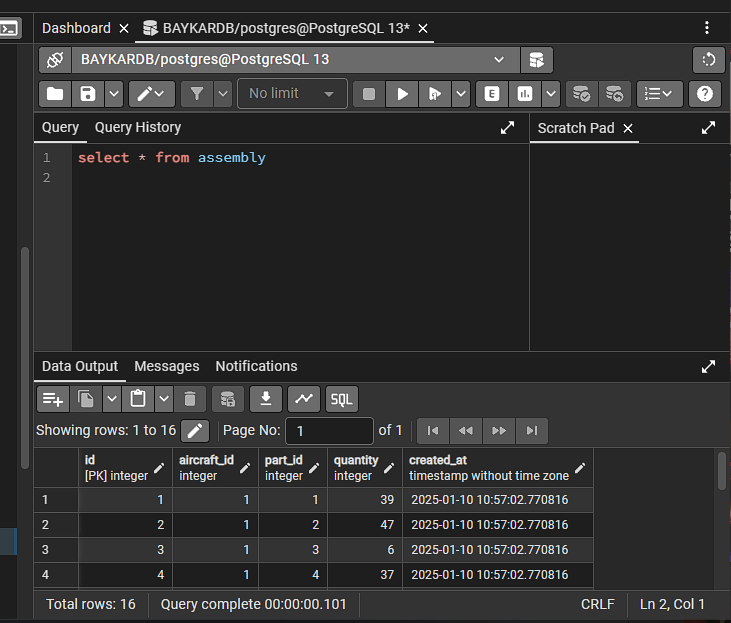 Dashboard × BAYKARDB/postgres@PostgreSQL 13* ×
BAYKARDB/postgres@PostgreSQL 13
No limit
E
Query Query History
Scratch Pad ×
1 select * from assembly
2
Data Output Messages Notifications
SQL
Showing rows: 1 to 16 Page No: 1 of 1
id aircraft_id part_id quantity created_at
[PK] integer integer integer integer timestamp without time zone
1 1 1 1 39 2025-01-10 10:57:02.770816
2 2 1 2 47 2025-01-10 10:57:02.770816
3 3 1 3 6 2025-01-10 10:57:02.770816
4 4 1 4 37 2025-01-10 10:57:02.770816
Total rows: 16 Query complete 00:00:00.101 CRLF Ln 2, Col 1